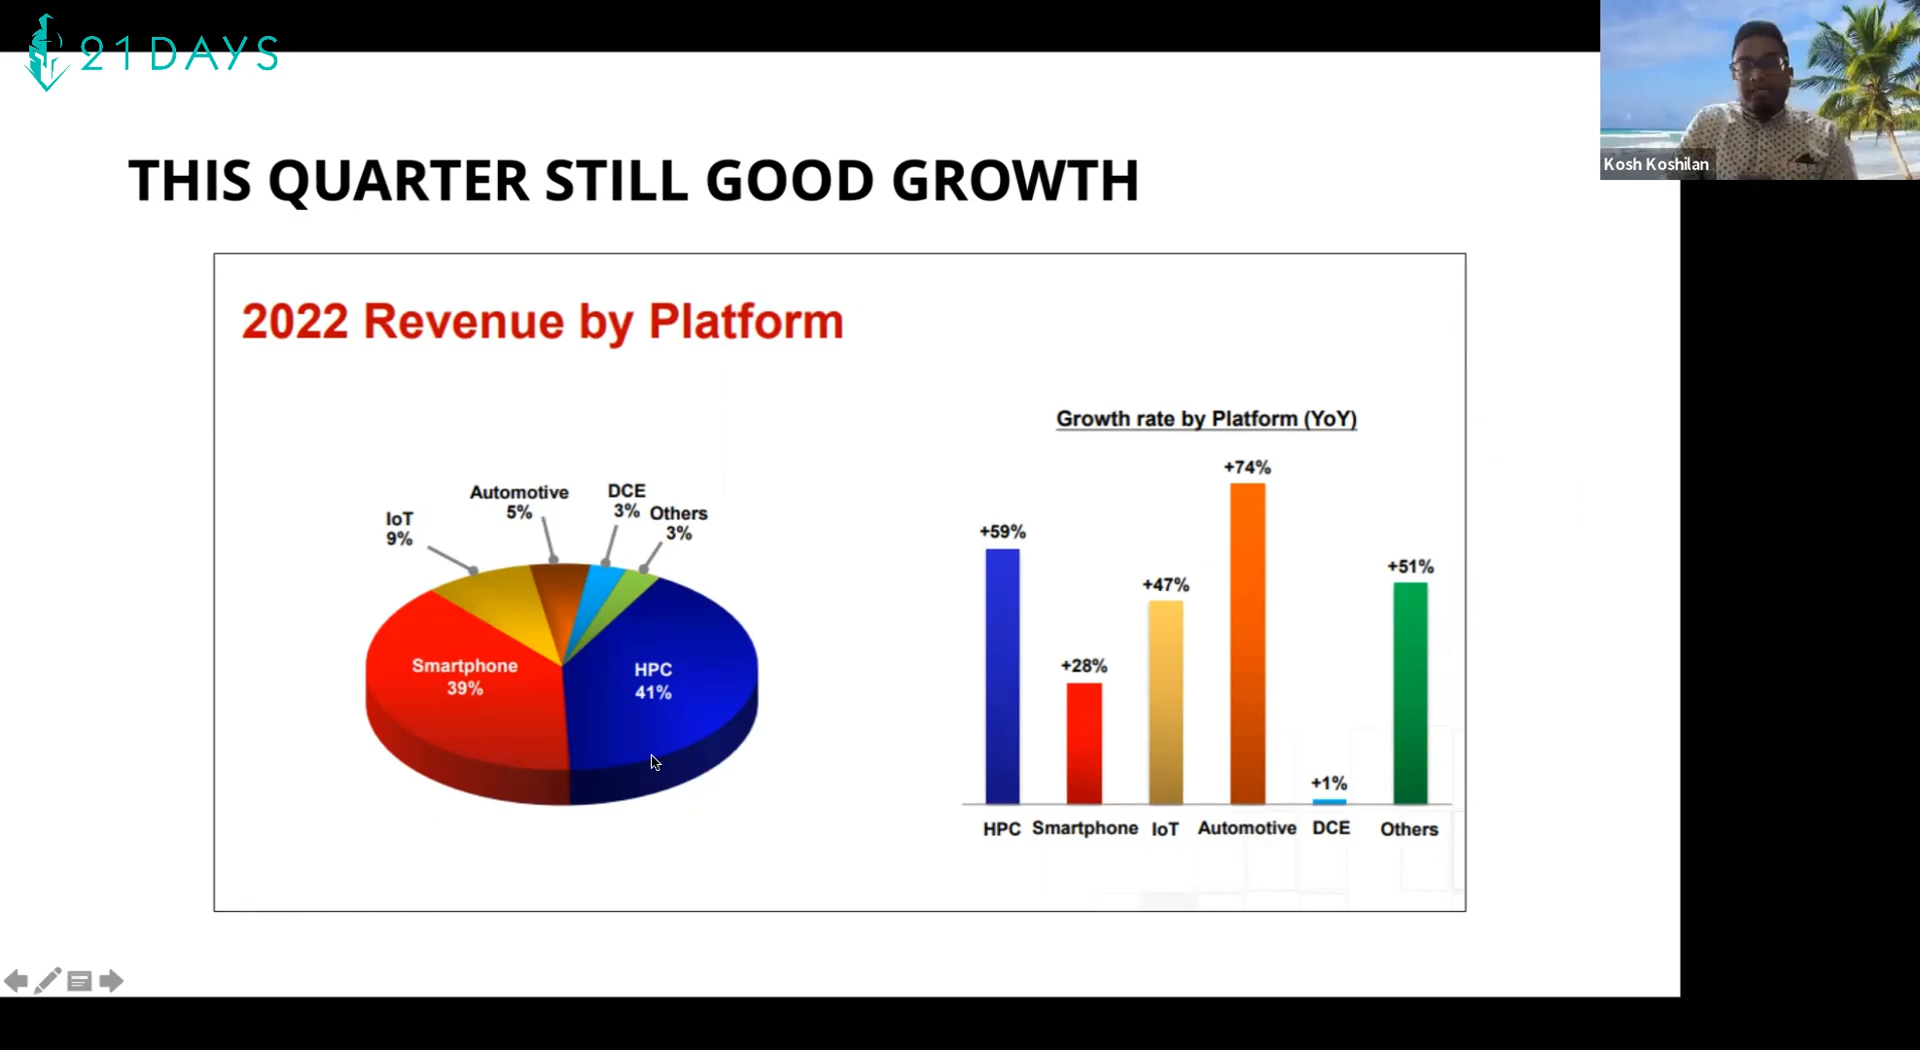 21DAYS
Kosh Koshilan
THIS QUARTER STILL GOOD GROWTH
2022 Revenue by Platform
Automotive
5%
DCE
3%
Others
3%
IoT
9%
Smartphone
39%
HPC
41%
Growth rate by Platform (YoY)
+59%
+28%
+47%
+74%
+1%
+51%
HPC Smartphone IoT Automotive DCE Others